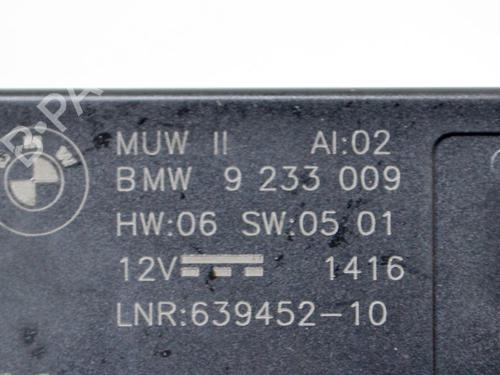 MUW II AI:02
BMW 9 233 009
HW:06 SW:05 01
12V 1416
LNR:639452-10